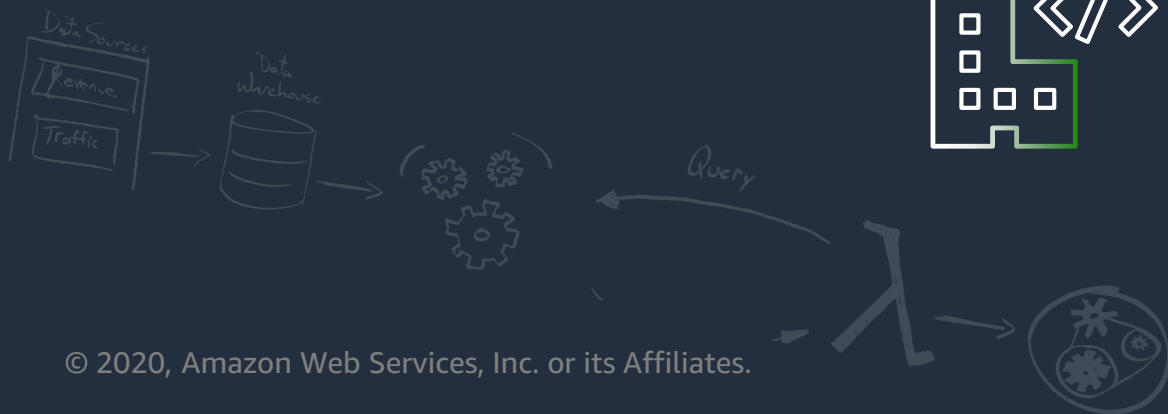 Data Sources
Revenue
Traffic
Data
Warehouse
Query
</>
© 2020, Amazon Web Services, Inc. or its Affiliates.